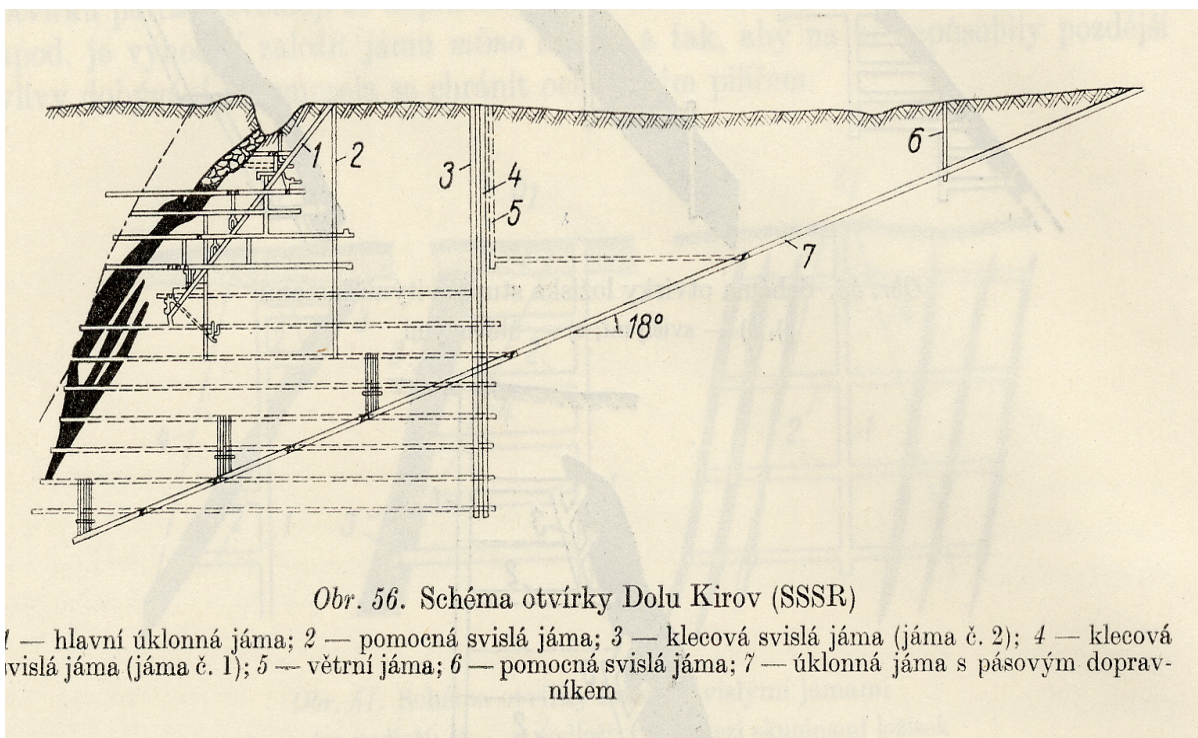 1
2
3
4
5
6
7
18°
Obr. 56. Schéma otvírky Dolu Kirov (SSSR)
1 — hlavní úklonná jáma; 2 — pomocná svislá jáma; 3 — klecová svislá jáma (jáma č. 2); 4 — klecová
svislá jáma (jáma č. 1); 5 — větrní jáma; 6 — pomocná svislá jáma; 7 — úklonná jáma s pásovým doprav-
níkem